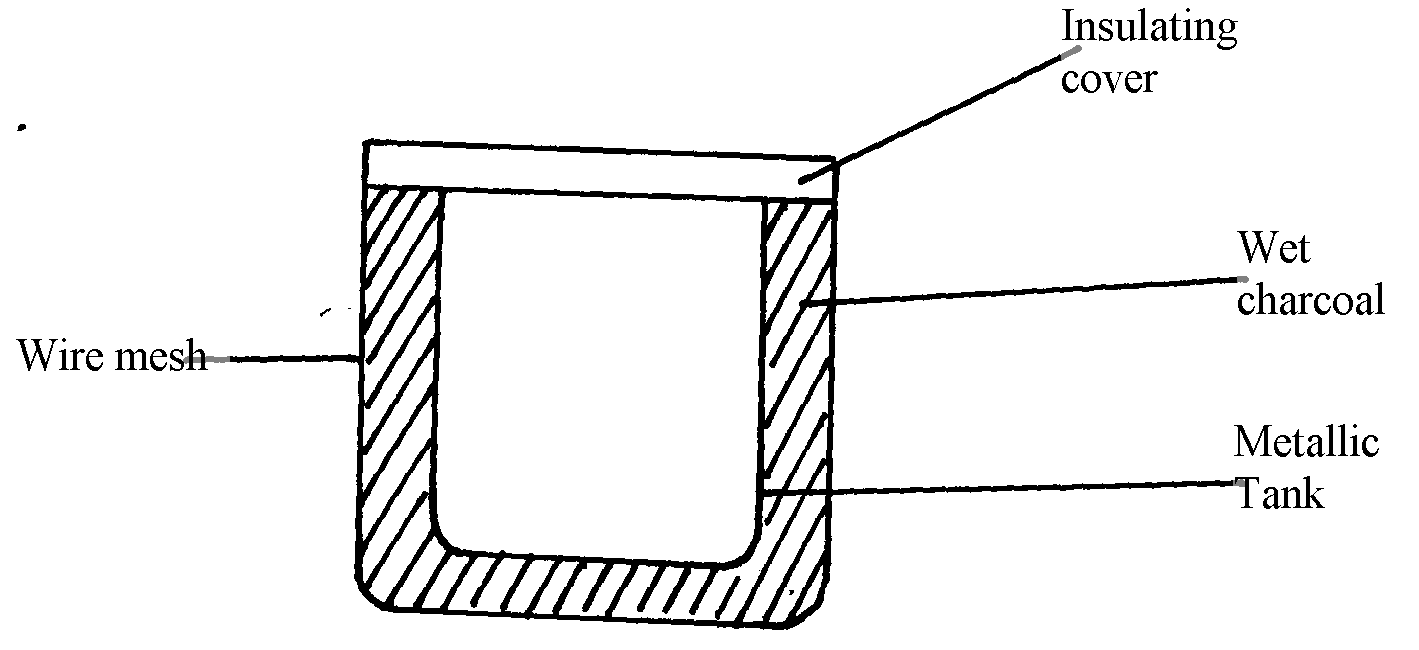 Insulating
cover
Wet
charcoal
Wire mesh
Metallic
Tank